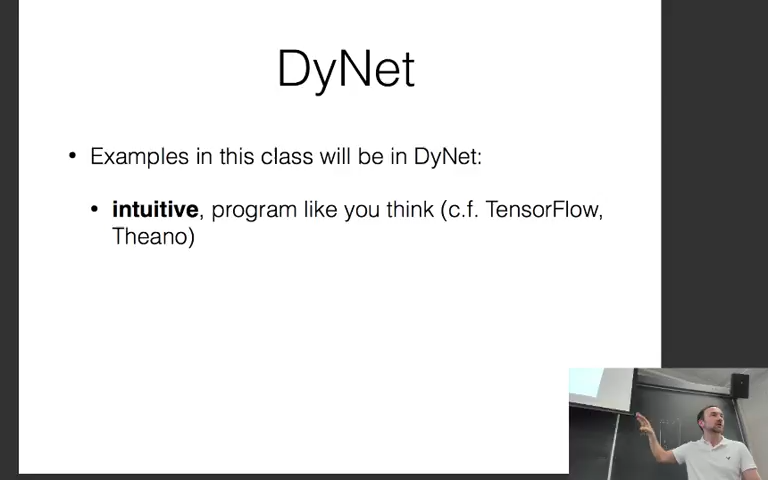 DyNet
• Examples in this class will be in DyNet:
• intuitive, program like you think (c.f. TensorFlow,
Theano)